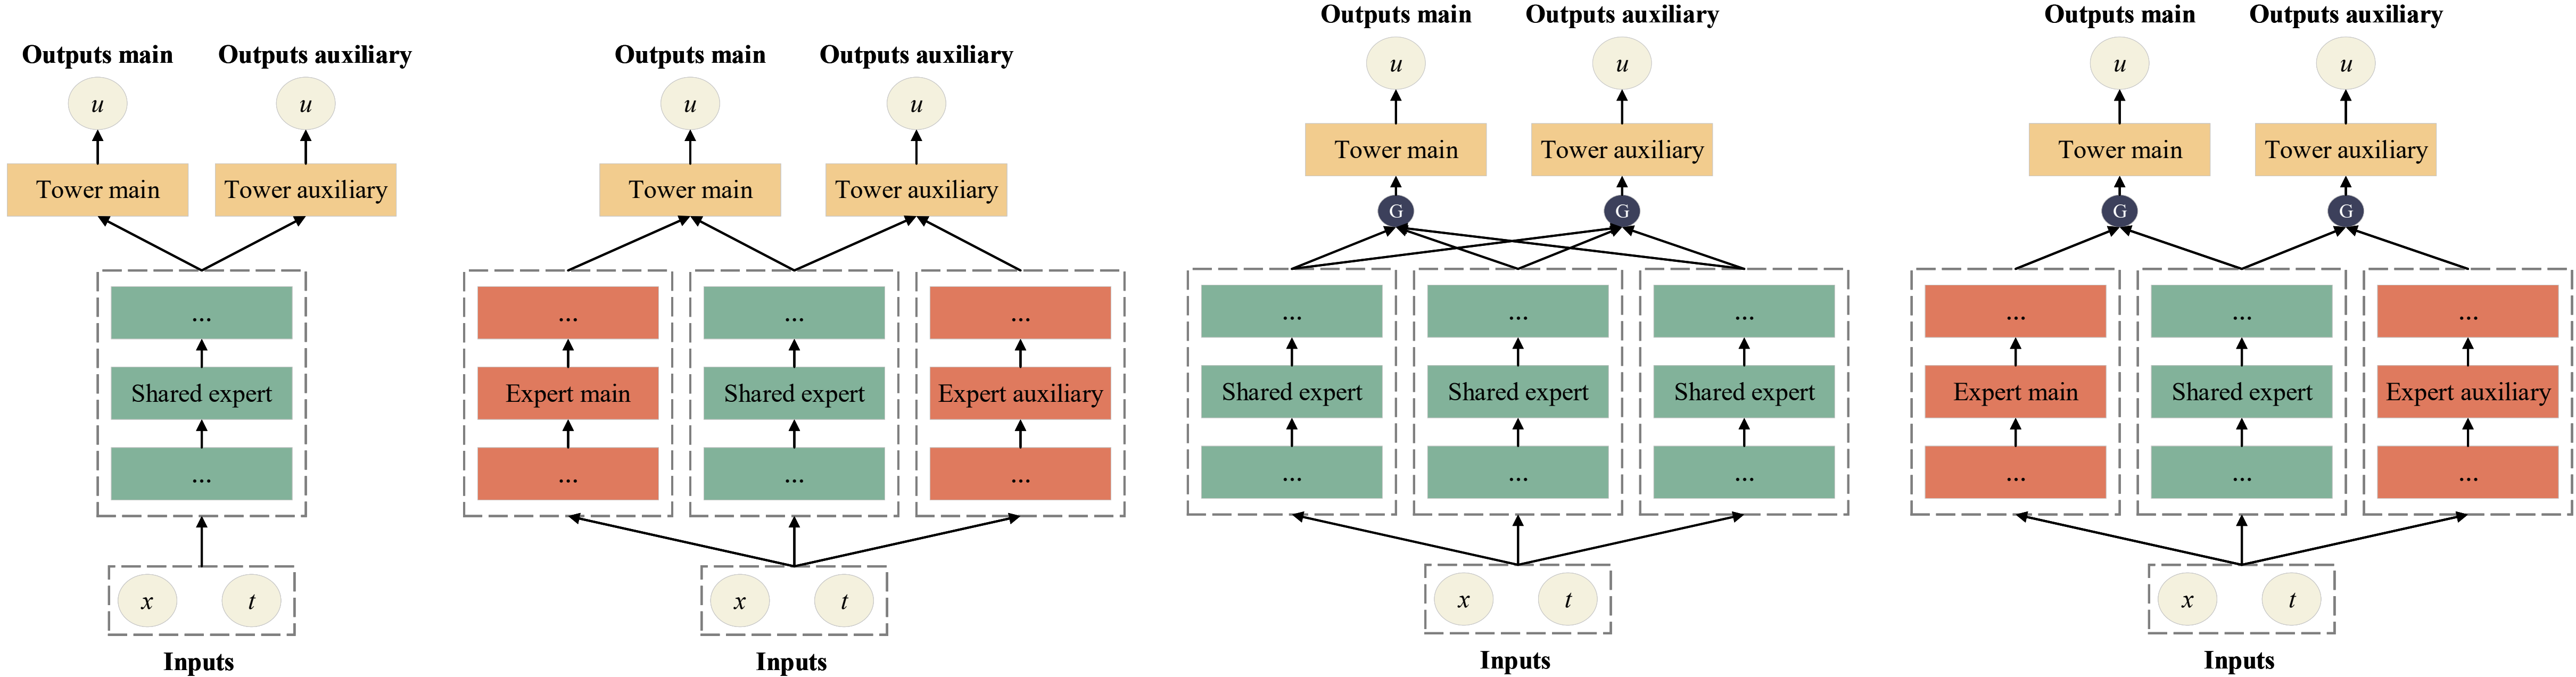 Outputs main Outputs auxiliary
u u
Tower main Tower auxiliary
...
Shared expert
...
x t
Inputs
Outputs main Outputs auxiliary
u u
Tower main Tower auxiliary
... ... ...
Expert main Shared expert Expert auxiliary
... ... ...
x t
Inputs
Outputs main Outputs auxiliary
u u
Tower main Tower auxiliary
G G
... ... ...
Shared expert Shared expert Shared expert
... ... ...
x t
Inputs
Outputs main Outputs auxiliary
u u
Tower main Tower auxiliary
G G
... ... ...
Expert main Shared expert Expert auxiliary
... ... ...
x t
Inputs